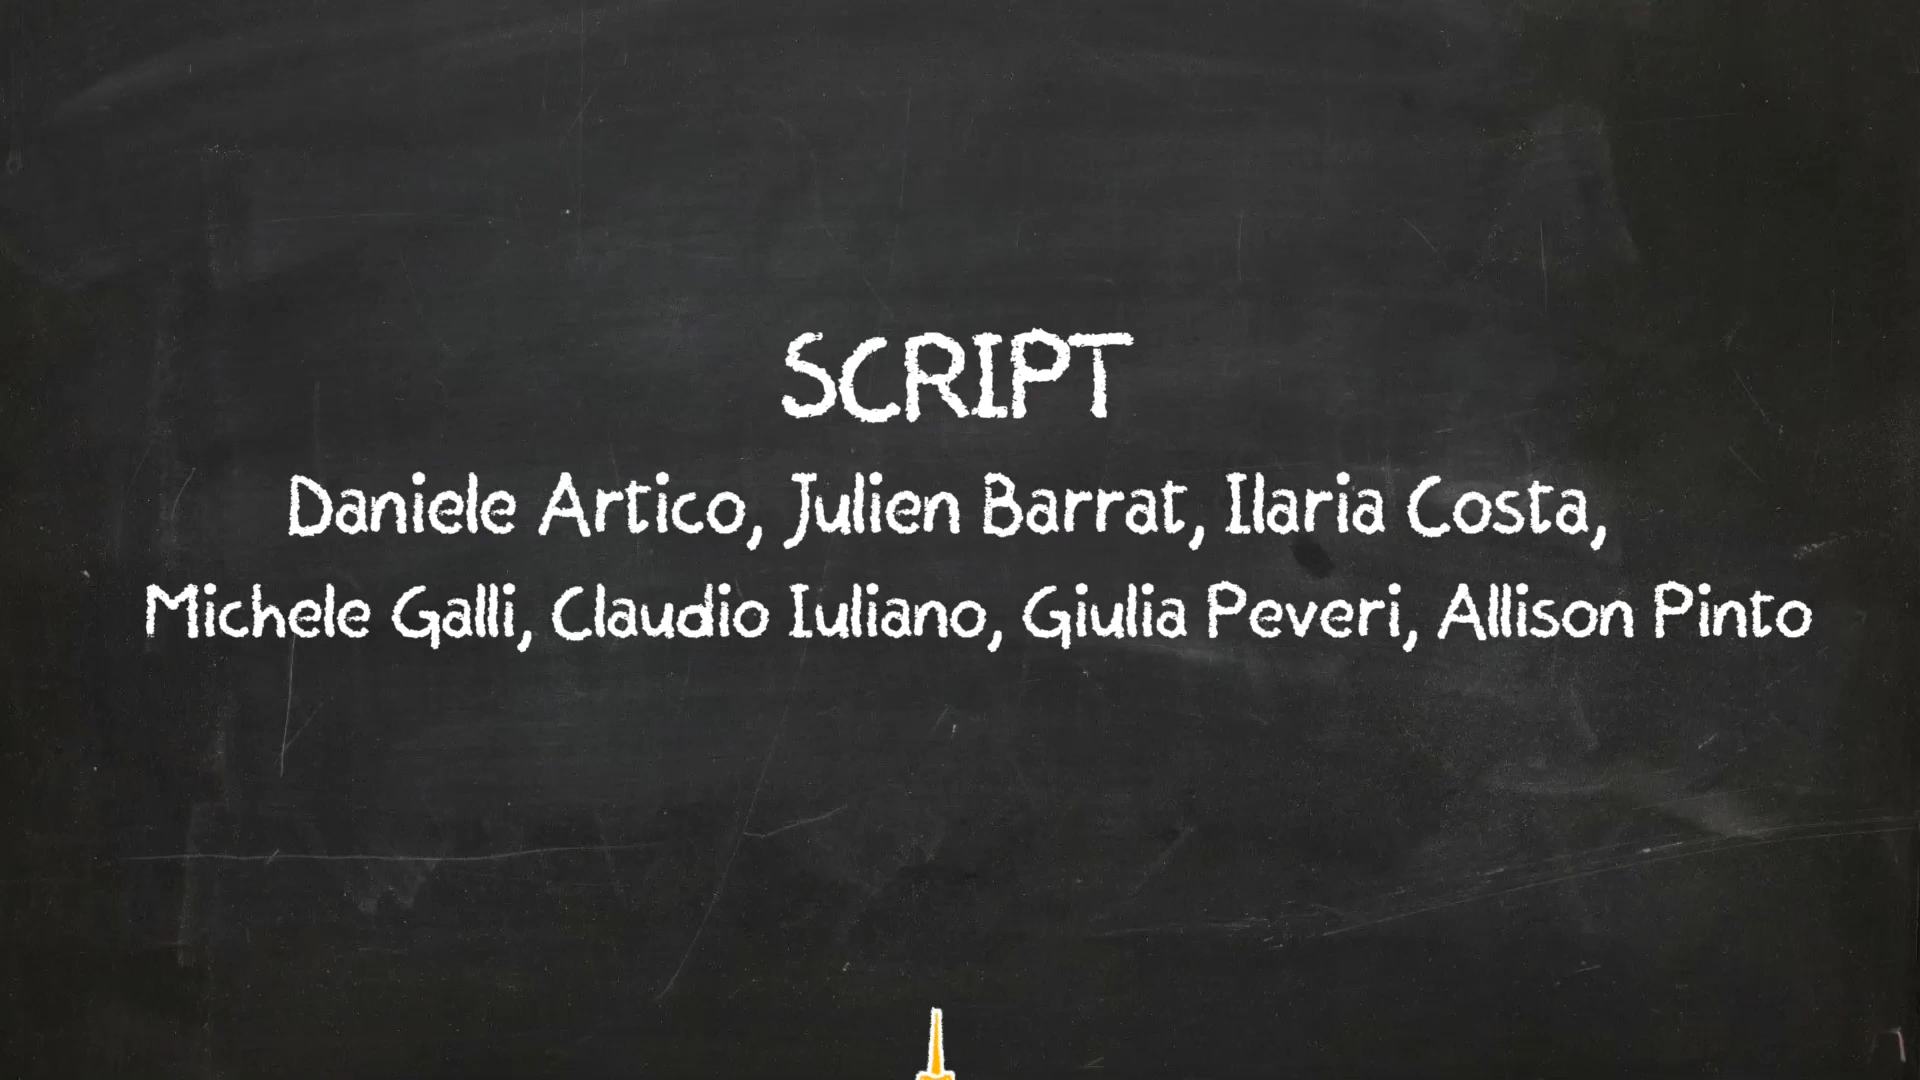 SCRIPT
Daniele Artico, Julien Barrat, Ilaria Costa,
Michele Galli, Claudio Iuliano, Giulia Peveri, Allison Pinto